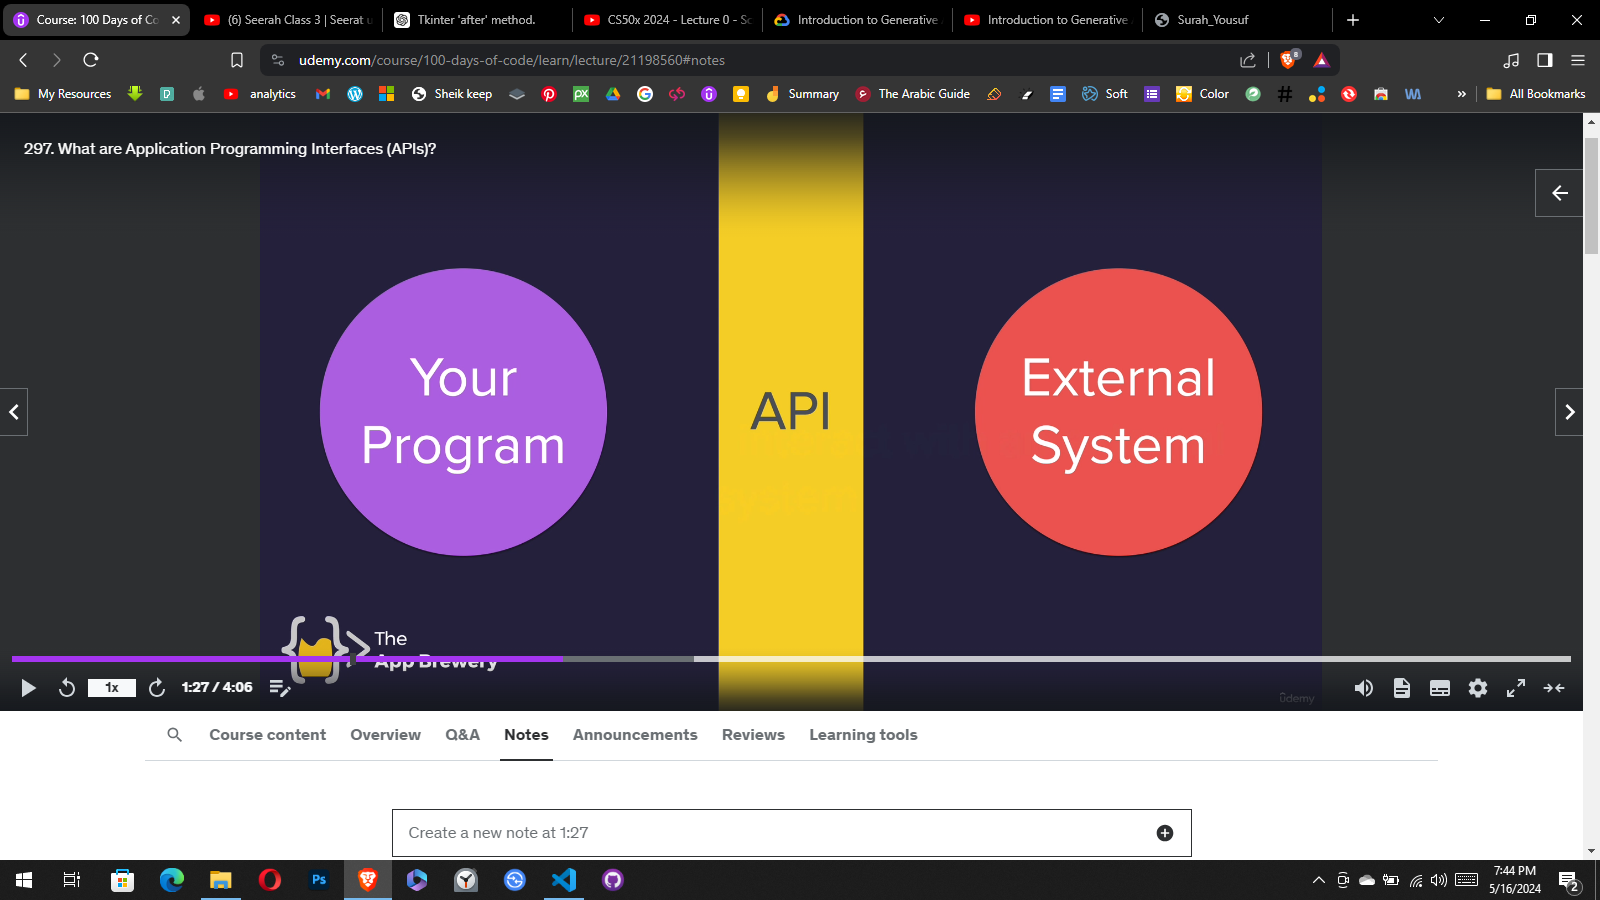 Course: 100 Days of Co
(6) Seerah Class 3 | Seerat u
Tkinter 'after' method.
CS50x 2024 - Lecture 0 - Sc
Introduction to Generative
Introduction to Generative
Surah_Yousuf
udemy.com/course/100-days-of-code/learn/lecture/21198560#notes
8
My Resources
analytics
Sheik keep
Summary
The Arabic Guide
Soft
Color
All Bookmarks
297. What are Application Programming Interfaces (APIs)?
Your
Program
API
External
System
The
App Brewery
1x
1:27 / 4:06
udemy
Course content
Overview
Q&A
Notes
Announcements
Reviews
Learning tools
Create a new note at 1:27
Ps
7:44 PM
5/16/2024
2